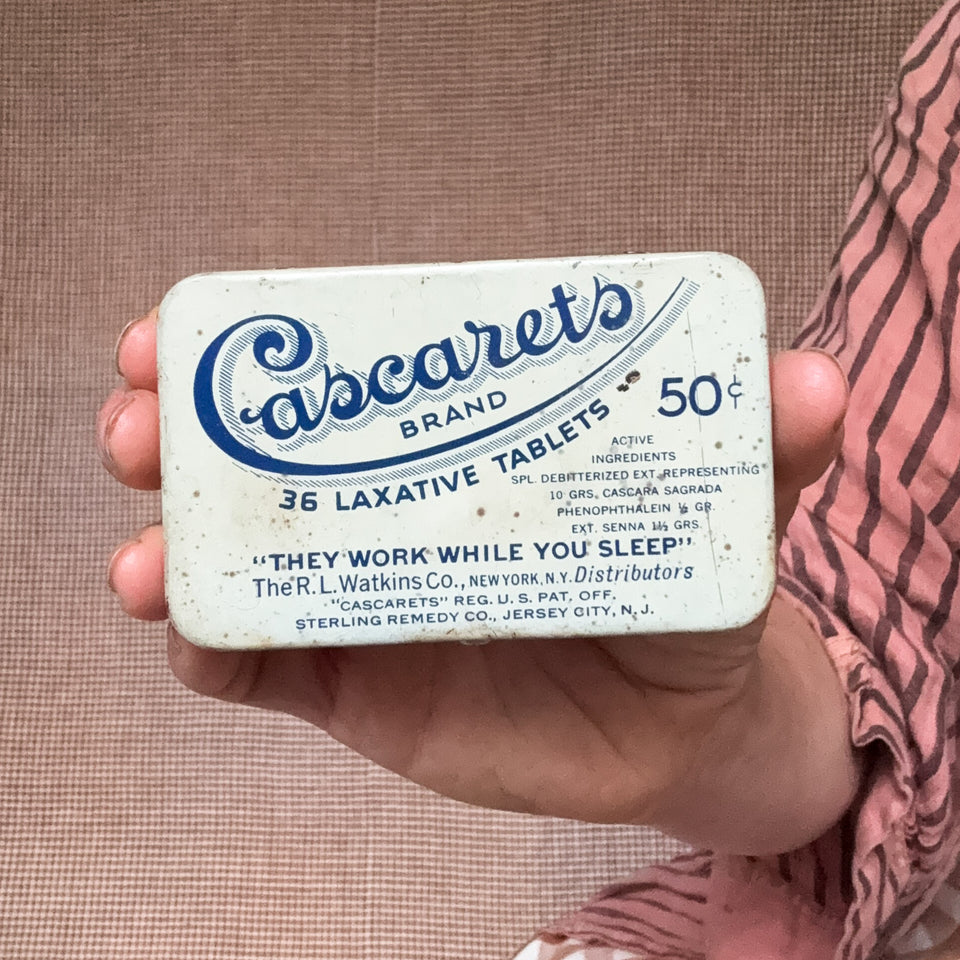 Cascarets
BRAND
36 LAXATIVE TABLETS
50¢
ACTIVE
INGREDIENTS
SPL. DEBITTERIZED EXT. REPRESENTING
10 GRS. CASCARA SAGRADA
PHENOPHTHALEIN ½ GR.
EXT. SENNA 1½ GRS.
"THEY WORK WHILE YOU SLEEP"
The R. L. Watkins Co., NEW YORK, N.Y. Distributors
"CASCARETS" REG. U. S. PAT. OFF.
STERLING REMEDY CO., JERSEY CITY, N. J.